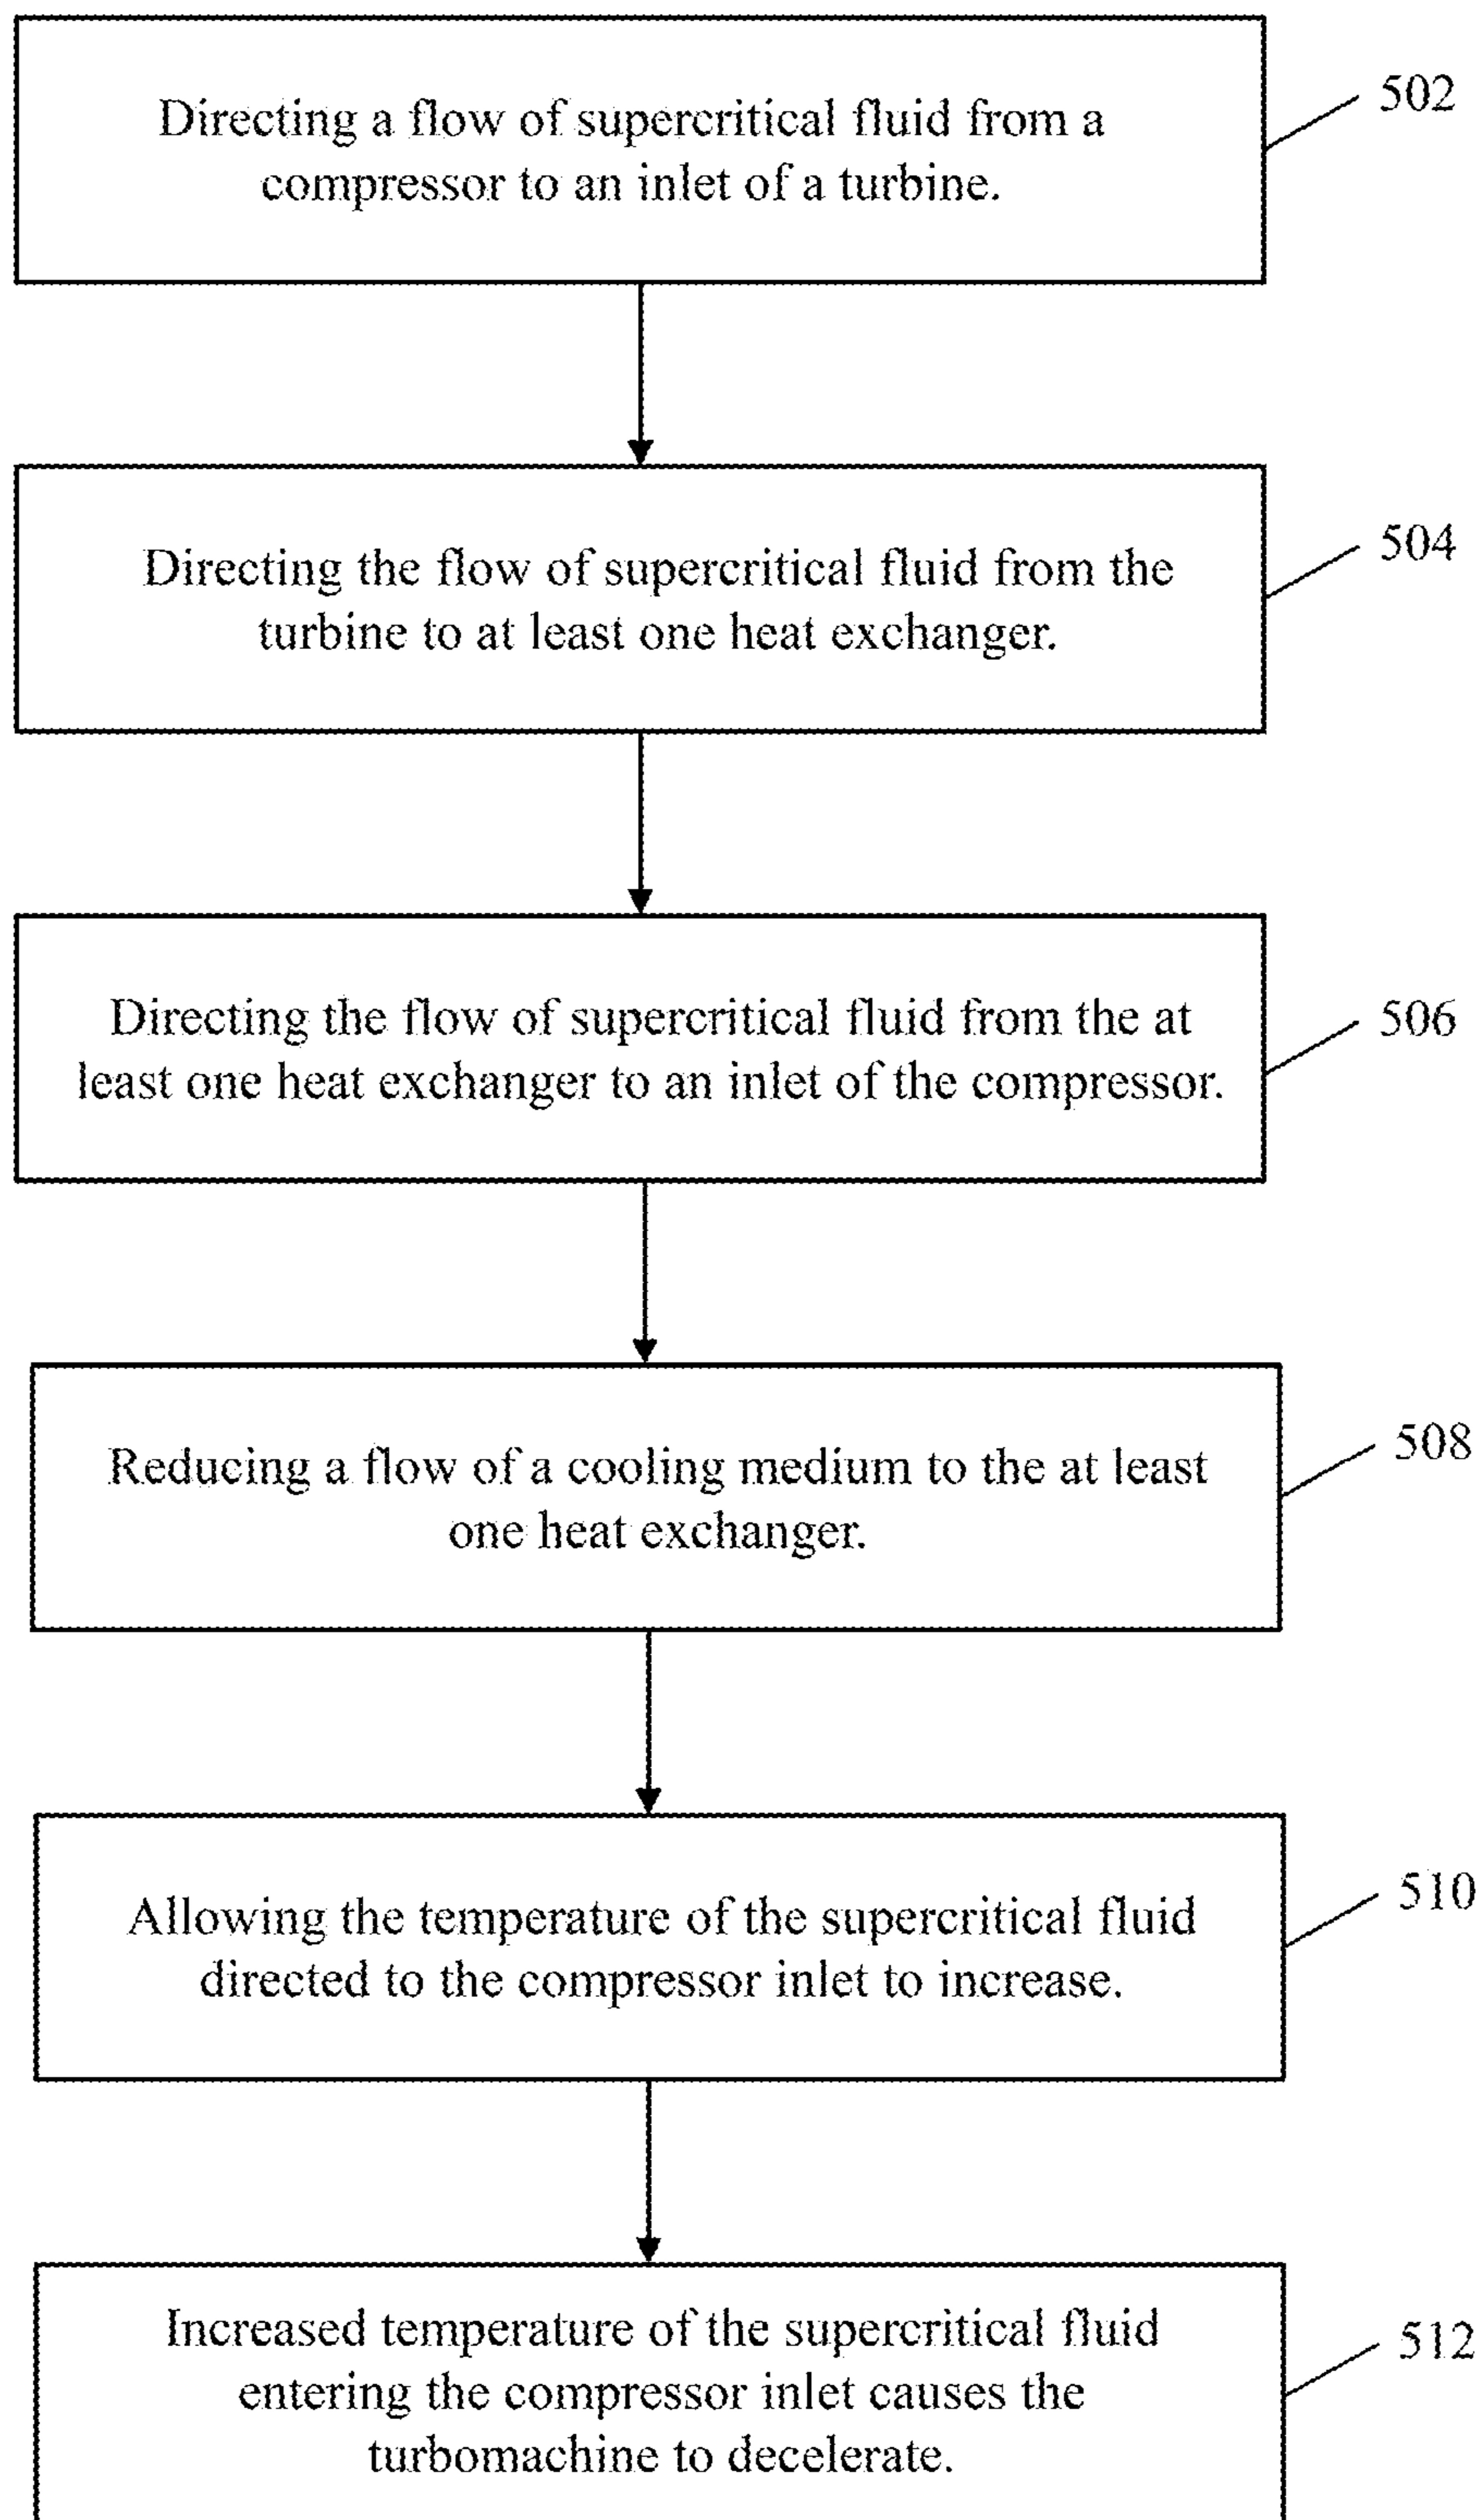 Directing a flow of supercritical fluid from a
compressor to an inlet of a turbine.
502
Directing the flow of supercritical fluid from the
turbine to at least one heat exchanger.
504
Directing the flow of supercritical fluid from the at
least one heat exchanger to an inlet of the compressor.
506
Reducing a flow of a cooling medium to the at least
one heat exchanger.
508
Allowing the temperature of the supercritical fluid
directed to the compressor inlet to increase.
510
Increased temperature of the supercritical fluid
entering the compressor inlet causes the
turbomachine to decelerate.
512